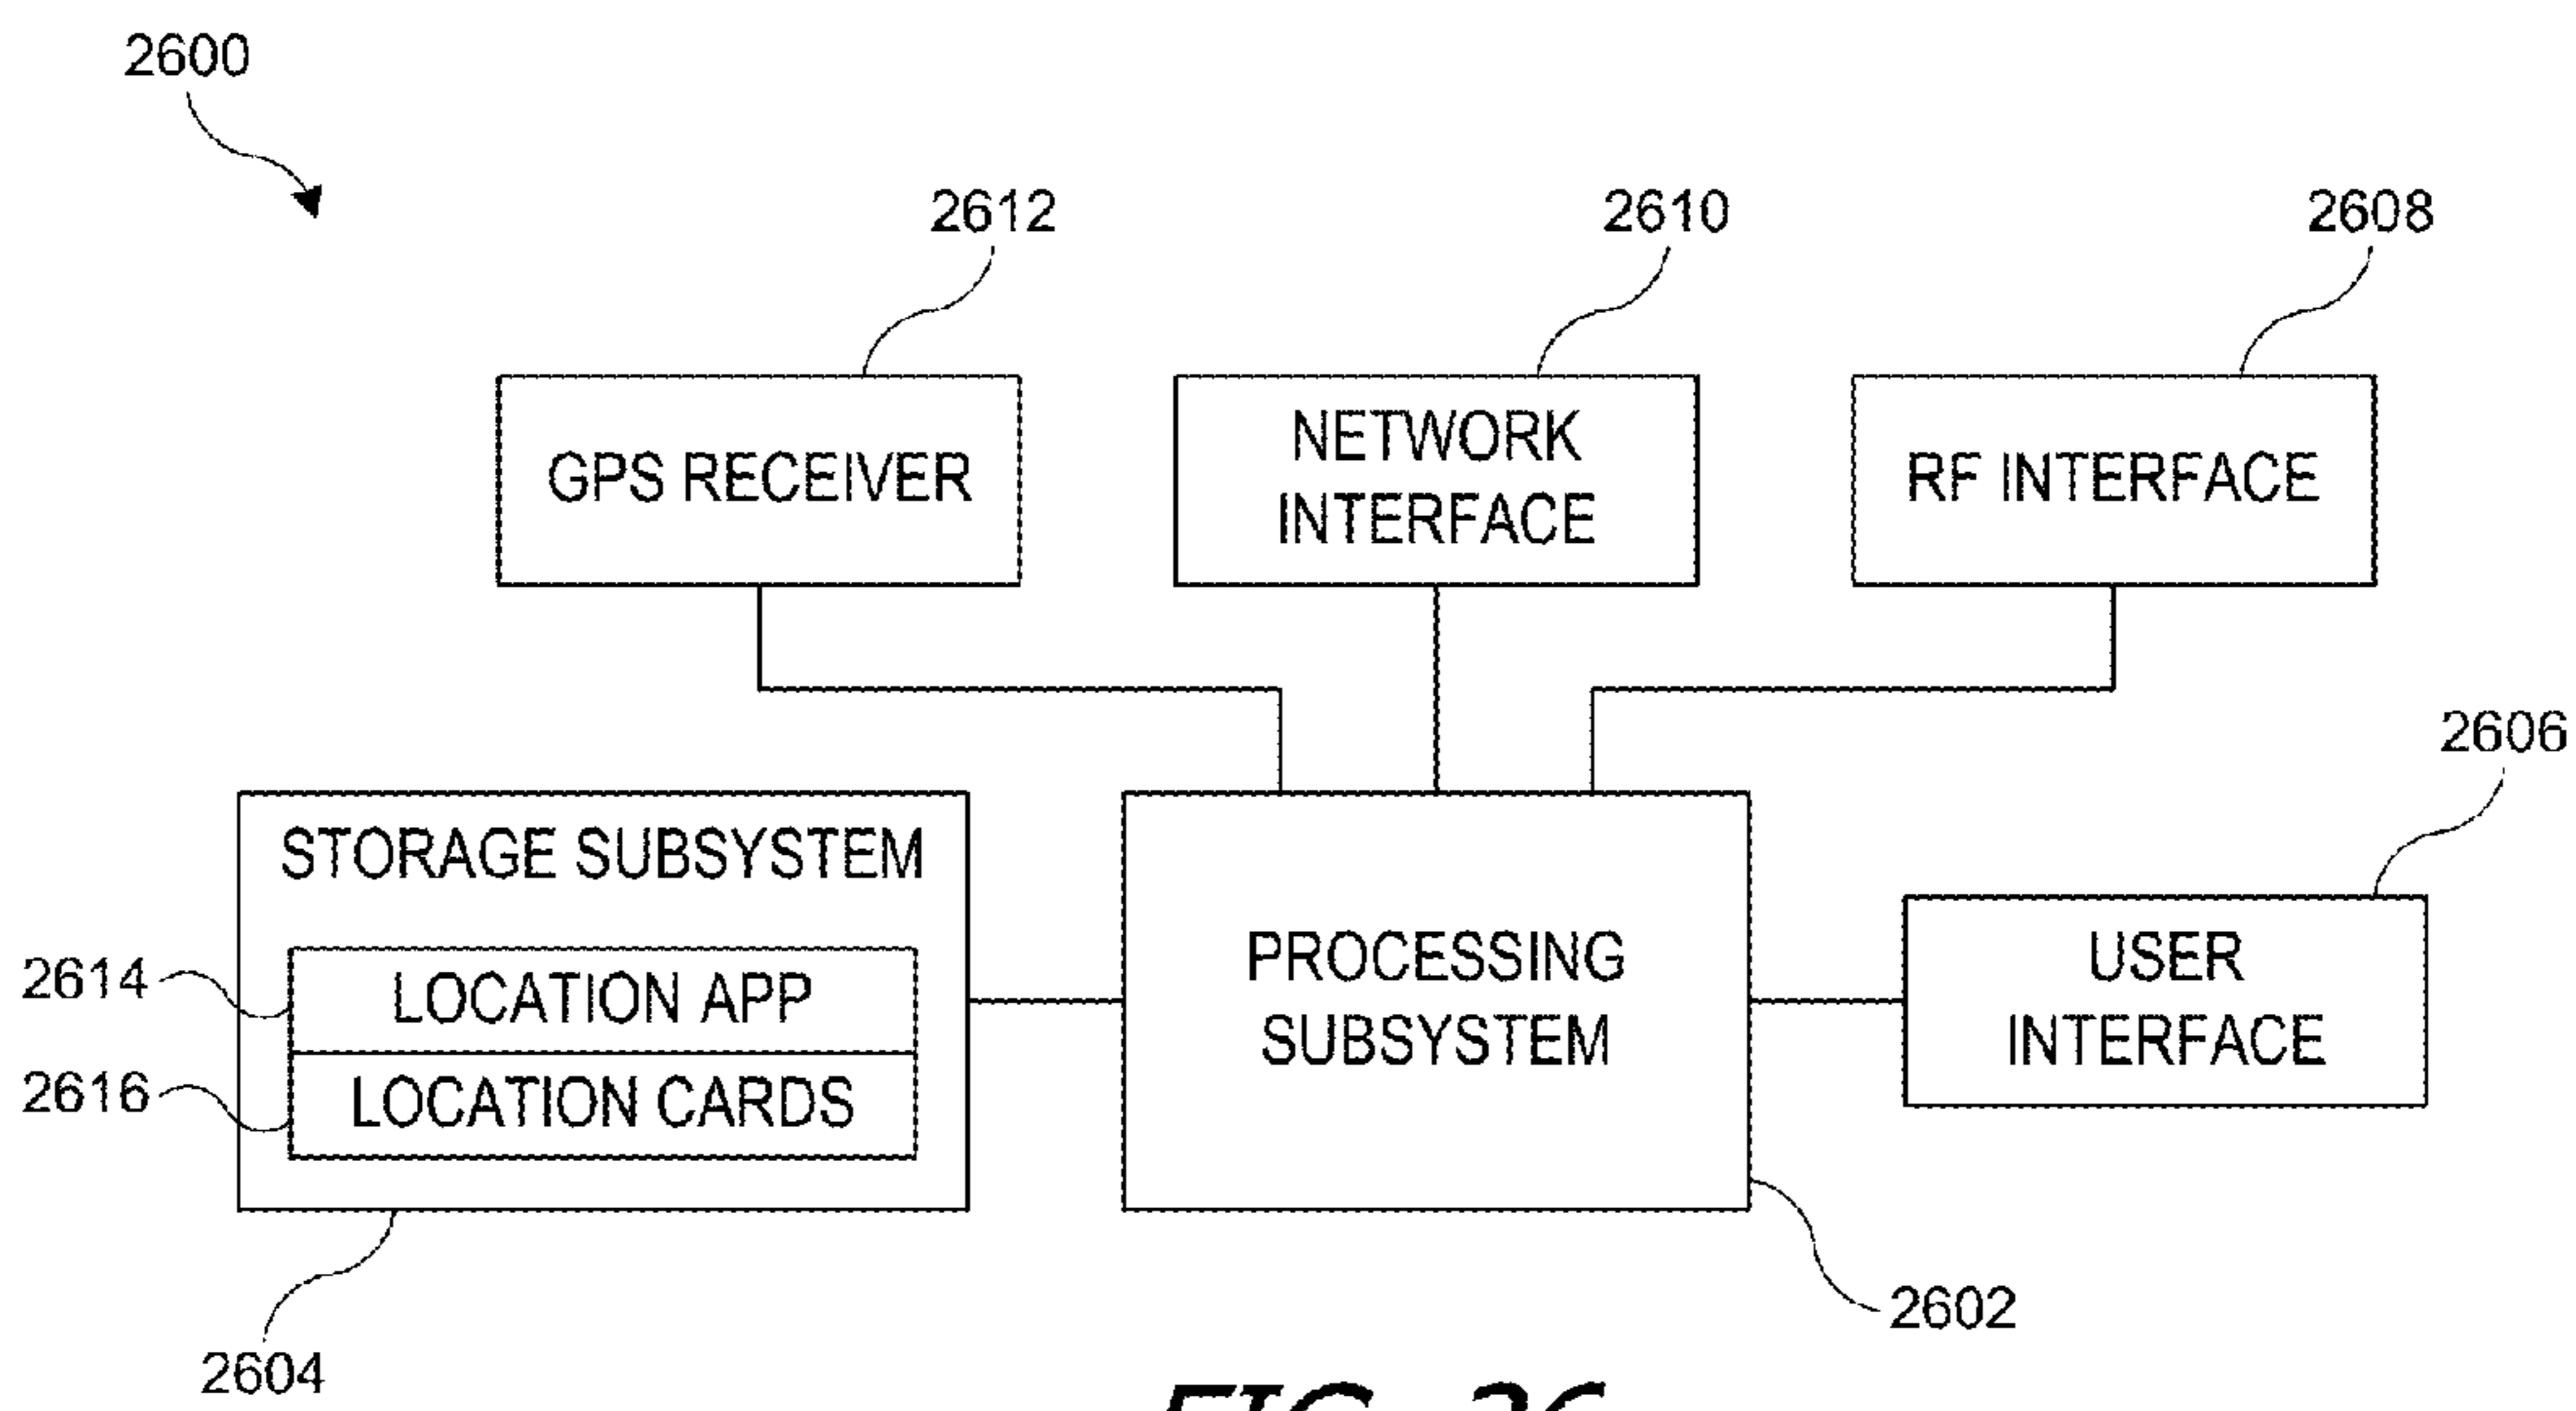 2600
2612
2610
2608
GPS RECEIVER
NETWORK
INTERFACE
RF INTERFACE
2606
STORAGE SUBSYSTEM
2614
LOCATION APP
2616
LOCATION CARDS
PROCESSING
SUBSYSTEM
USER
INTERFACE
2602
2604